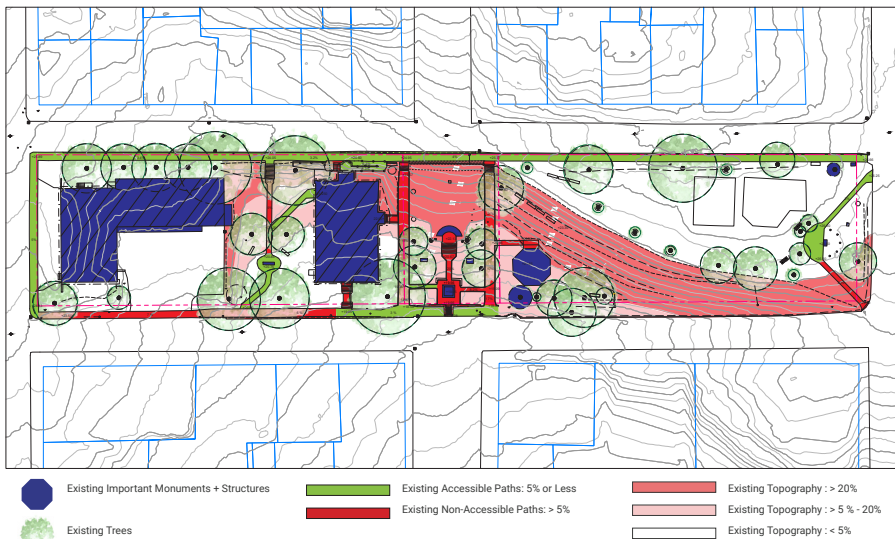 Existing Important Monuments + Structures
Existing Trees
Existing Accessible Paths: 5% or Less
Existing Non-Accessible Paths: > 5%
Existing Topography : > 20%
Existing Topography : > 5 % - 20%
Existing Topography : < 5%